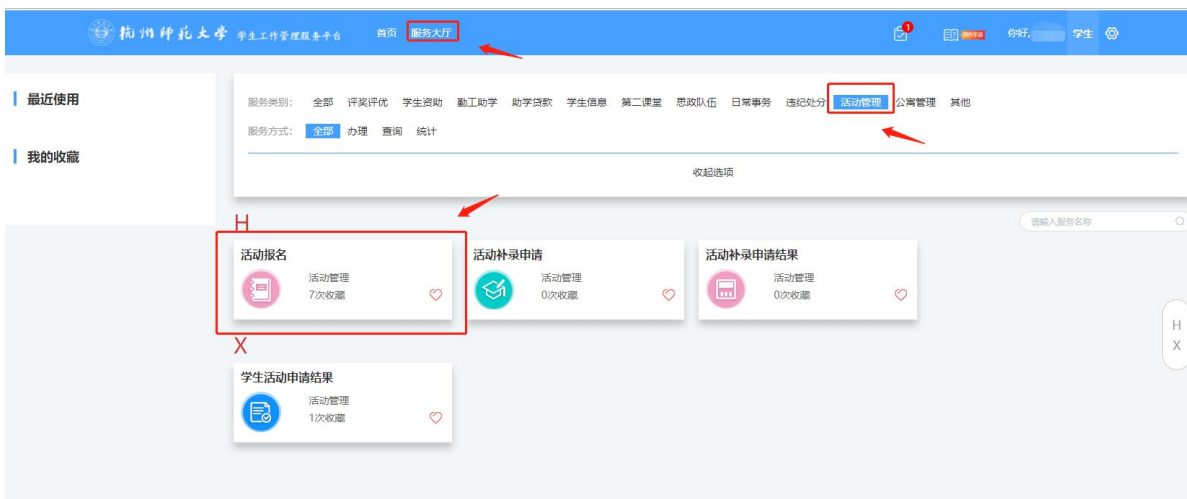 杭州师范大学 学生工作管理服务平台 首页 服务大厅 1 操作手册 你好, 学生
最近使用
我的收藏
服务类别: 全部 评奖评优 学生资助 勤工助学 助学贷款 学生信息 第二课堂 思政队伍 日常事务 违纪处分 活动管理 公寓管理 其他
服务方式: 全部 办理 查询 统计
收起选项
请输入服务名称
H
活动报名
活动管理
7次收藏
活动补录申请
活动管理
0次收藏
活动补录申请结果
活动管理
0次收藏
X
学生活动申请结果
活动管理
1次收藏
H
X